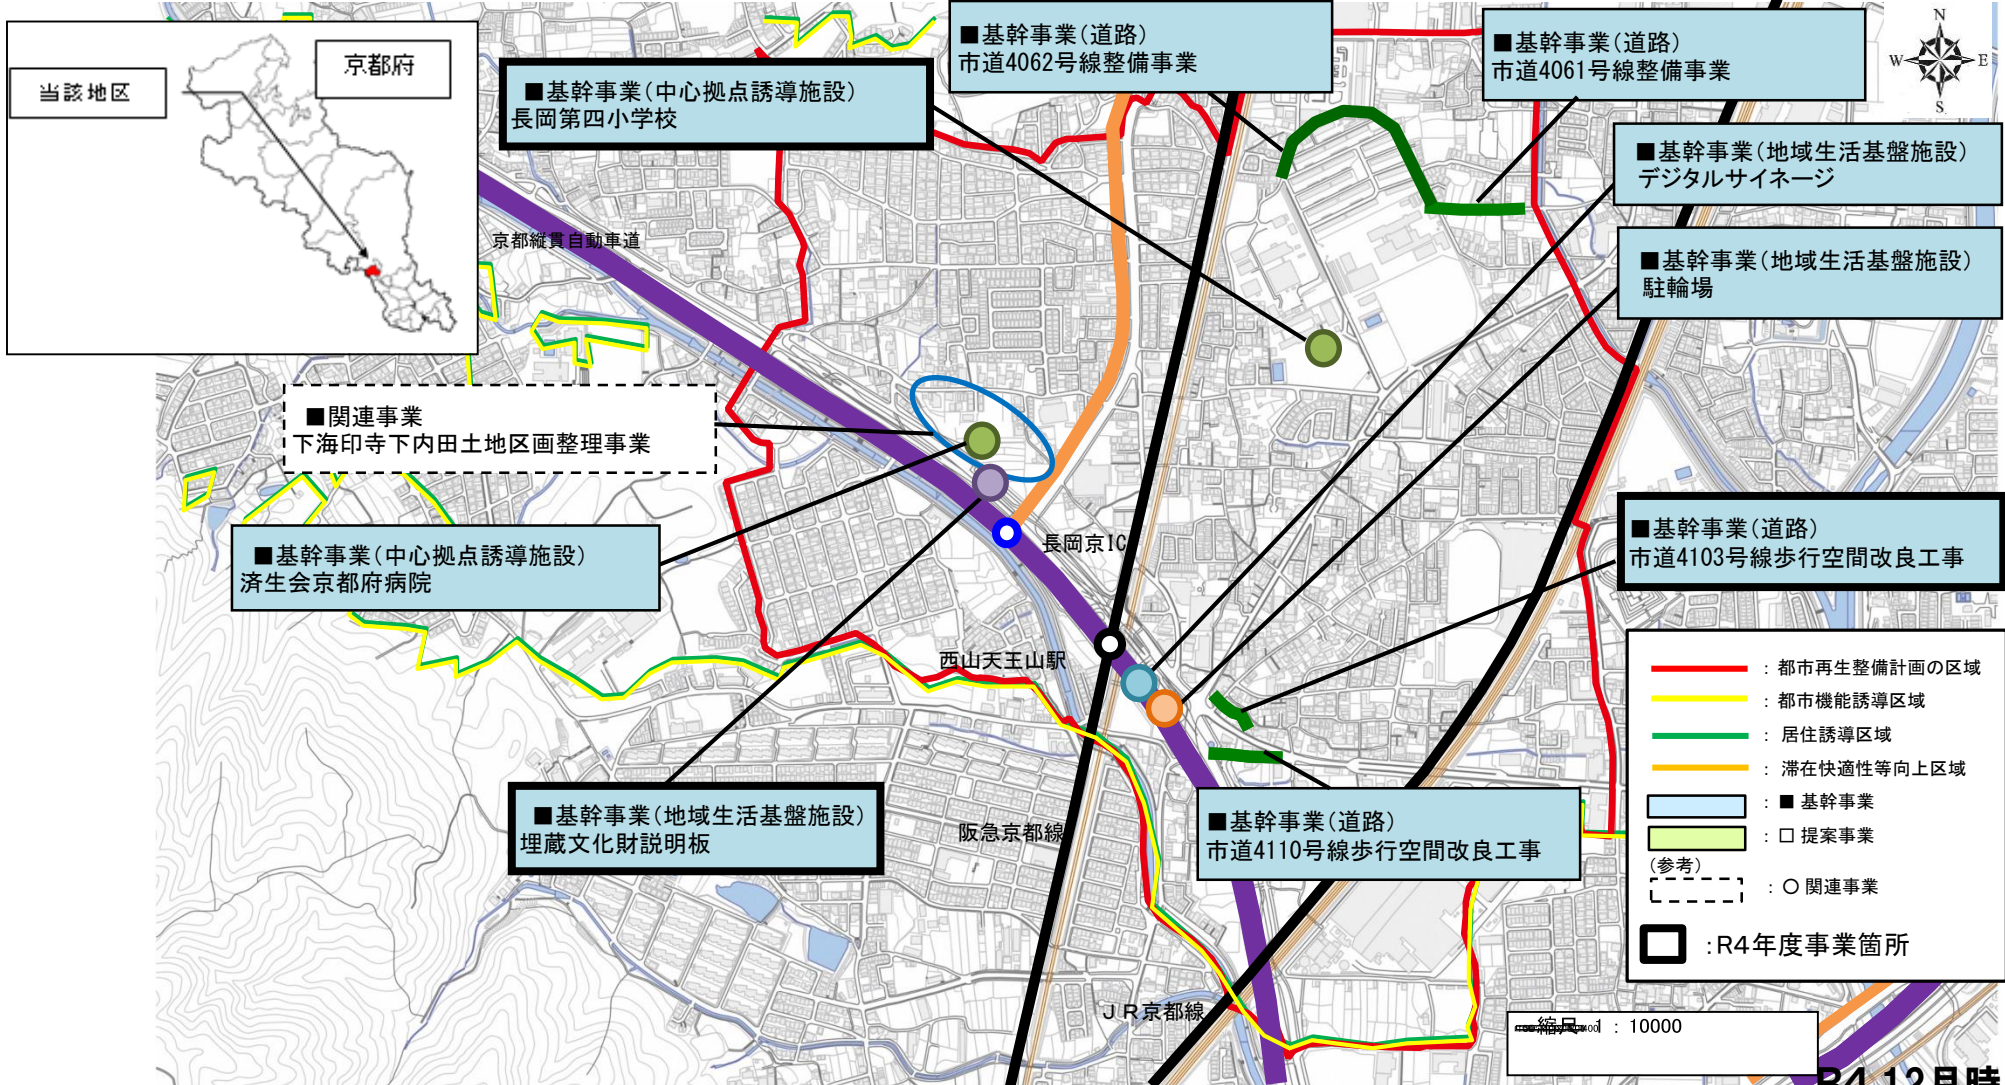 京都府
当該地区
■基幹事業(中心拠点誘導施設)
長岡第四小学校
■基幹事業(道路)
市道4062号線整備事業
■基幹事業(道路)
市道4061号線整備事業
N
W
E
S
■基幹事業(地域生活基盤施設)
デジタルサイネージ
■基幹事業(地域生活基盤施設)
駐輪場
京都縦貫自動車道
■関連事業
下海印寺下内田土地区画整理事業
■基幹事業(中心拠点誘導施設)
済生会京都府病院
長岡京IC
■基幹事業(道路)
市道4103号線歩行空間改良工事
西山天王山駅
■基幹事業(地域生活基盤施設)
埋蔵文化財説明板
阪急京都線
■基幹事業(道路)
市道4110号線歩行空間改良工事
JR京都線
：都市再生整備計画の区域
：都市機能誘導区域
：居住誘導区域
：滞在快適性等向上区域
：■ 基幹事業
：□ 提案事業
(参考)
：○ 関連事業
：R4年度事業箇所
縮尺 1 : 10000
R4.12月時